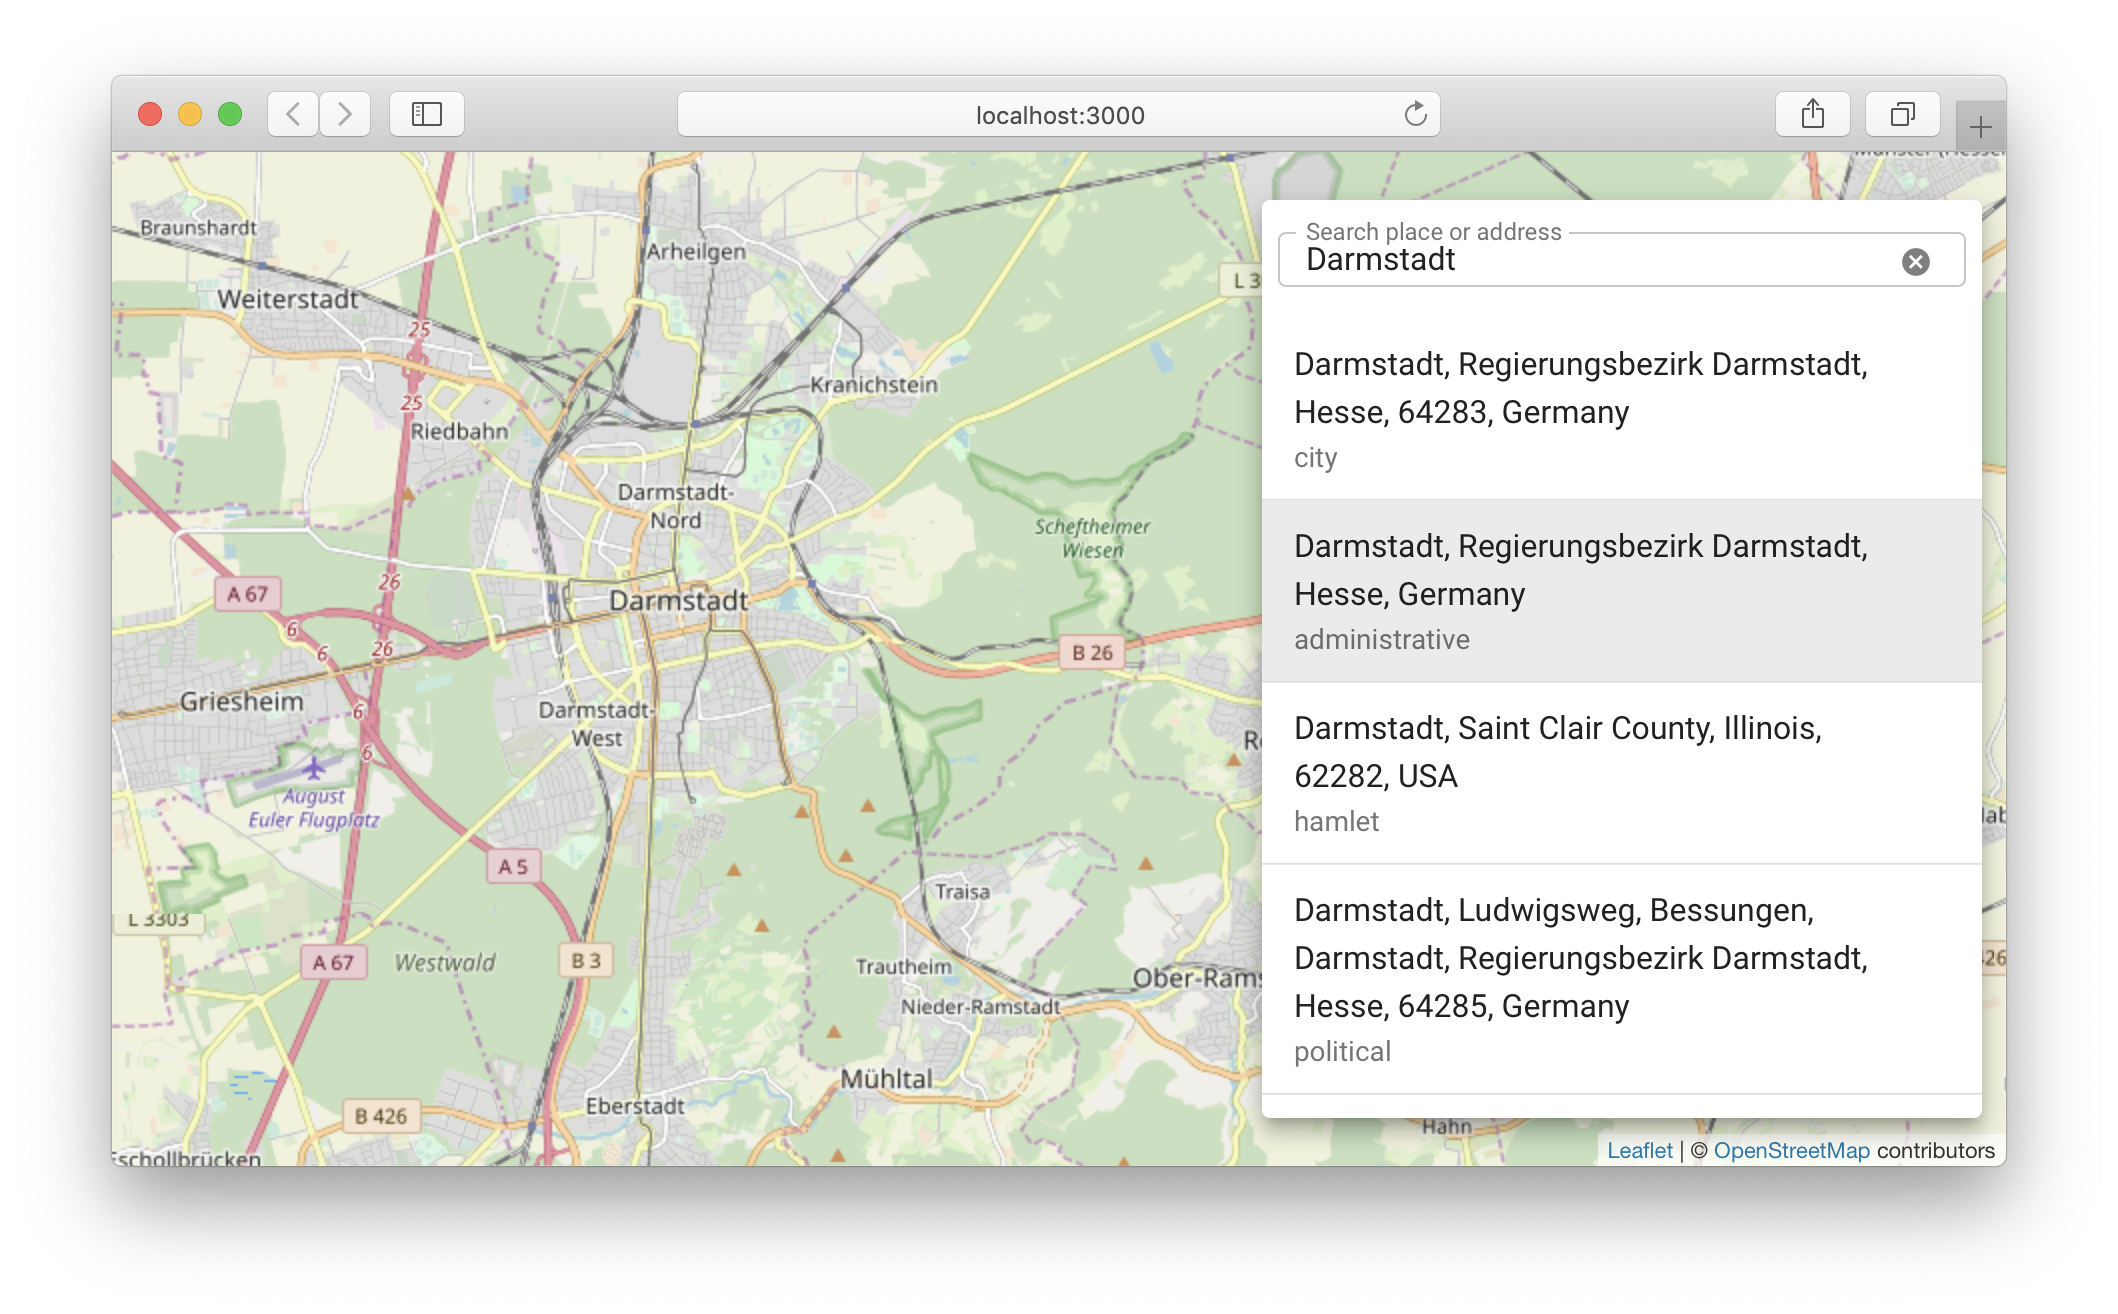 localhost:3000
Braunshardt
Arheilgen
Weiterstadt
25
Kranichstein
25
Riedbahn
Darmstadt-
Nord
Scheftheimer
Wiesen
26
A 67
Darmstadt
6
6
26
B 26
Griesheim
6
Darmstadt-
West
6
August
Euler Flugplatz
A 5
Traisa
L 3303
A 67
Westwald
B 3
Trautheim
Ober-Rams
Nieder-Ramstadt
Mühltal
Eberstadt
B 426
Hahn
Search place or address
Darmstadt
Darmstadt, Regierungsbezirk Darmstadt,
Hesse, 64283, Germany
city
Darmstadt, Regierungsbezirk Darmstadt,
Hesse, Germany
administrative
Darmstadt, Saint Clair County, Illinois,
62282, USA
hamlet
Darmstadt, Ludwigsweg, Bessungen,
Darmstadt, Regierungsbezirk Darmstadt,
Hesse, 64285, Germany
political
Leaflet | © OpenStreetMap contributors